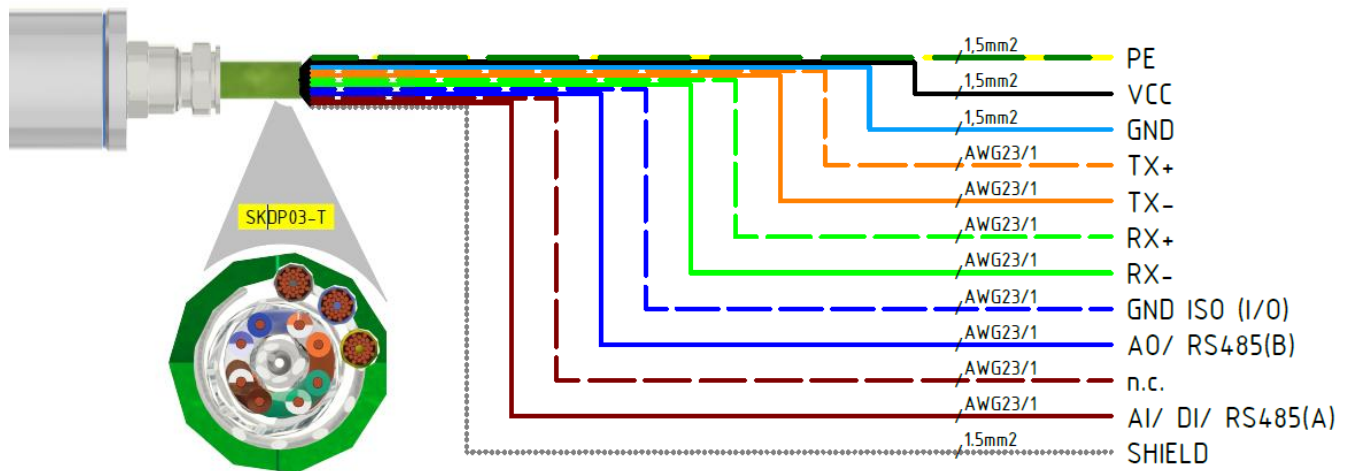 1,5mm2 PE
1,5mm2 VCC
1,5mm2 GND
AWG23/1 TX+
AWG23/1 TX-
AWG23/1 RX+
AWG23/1 RX-
AWG23/1 GND ISO (I/O)
AWG23/1 AO/ RS485(B)
AWG23/1 n.c.
AWG23/1 AI/ DI/ RS485(A)
1.5mm2 SHIELD
SKDP03-T